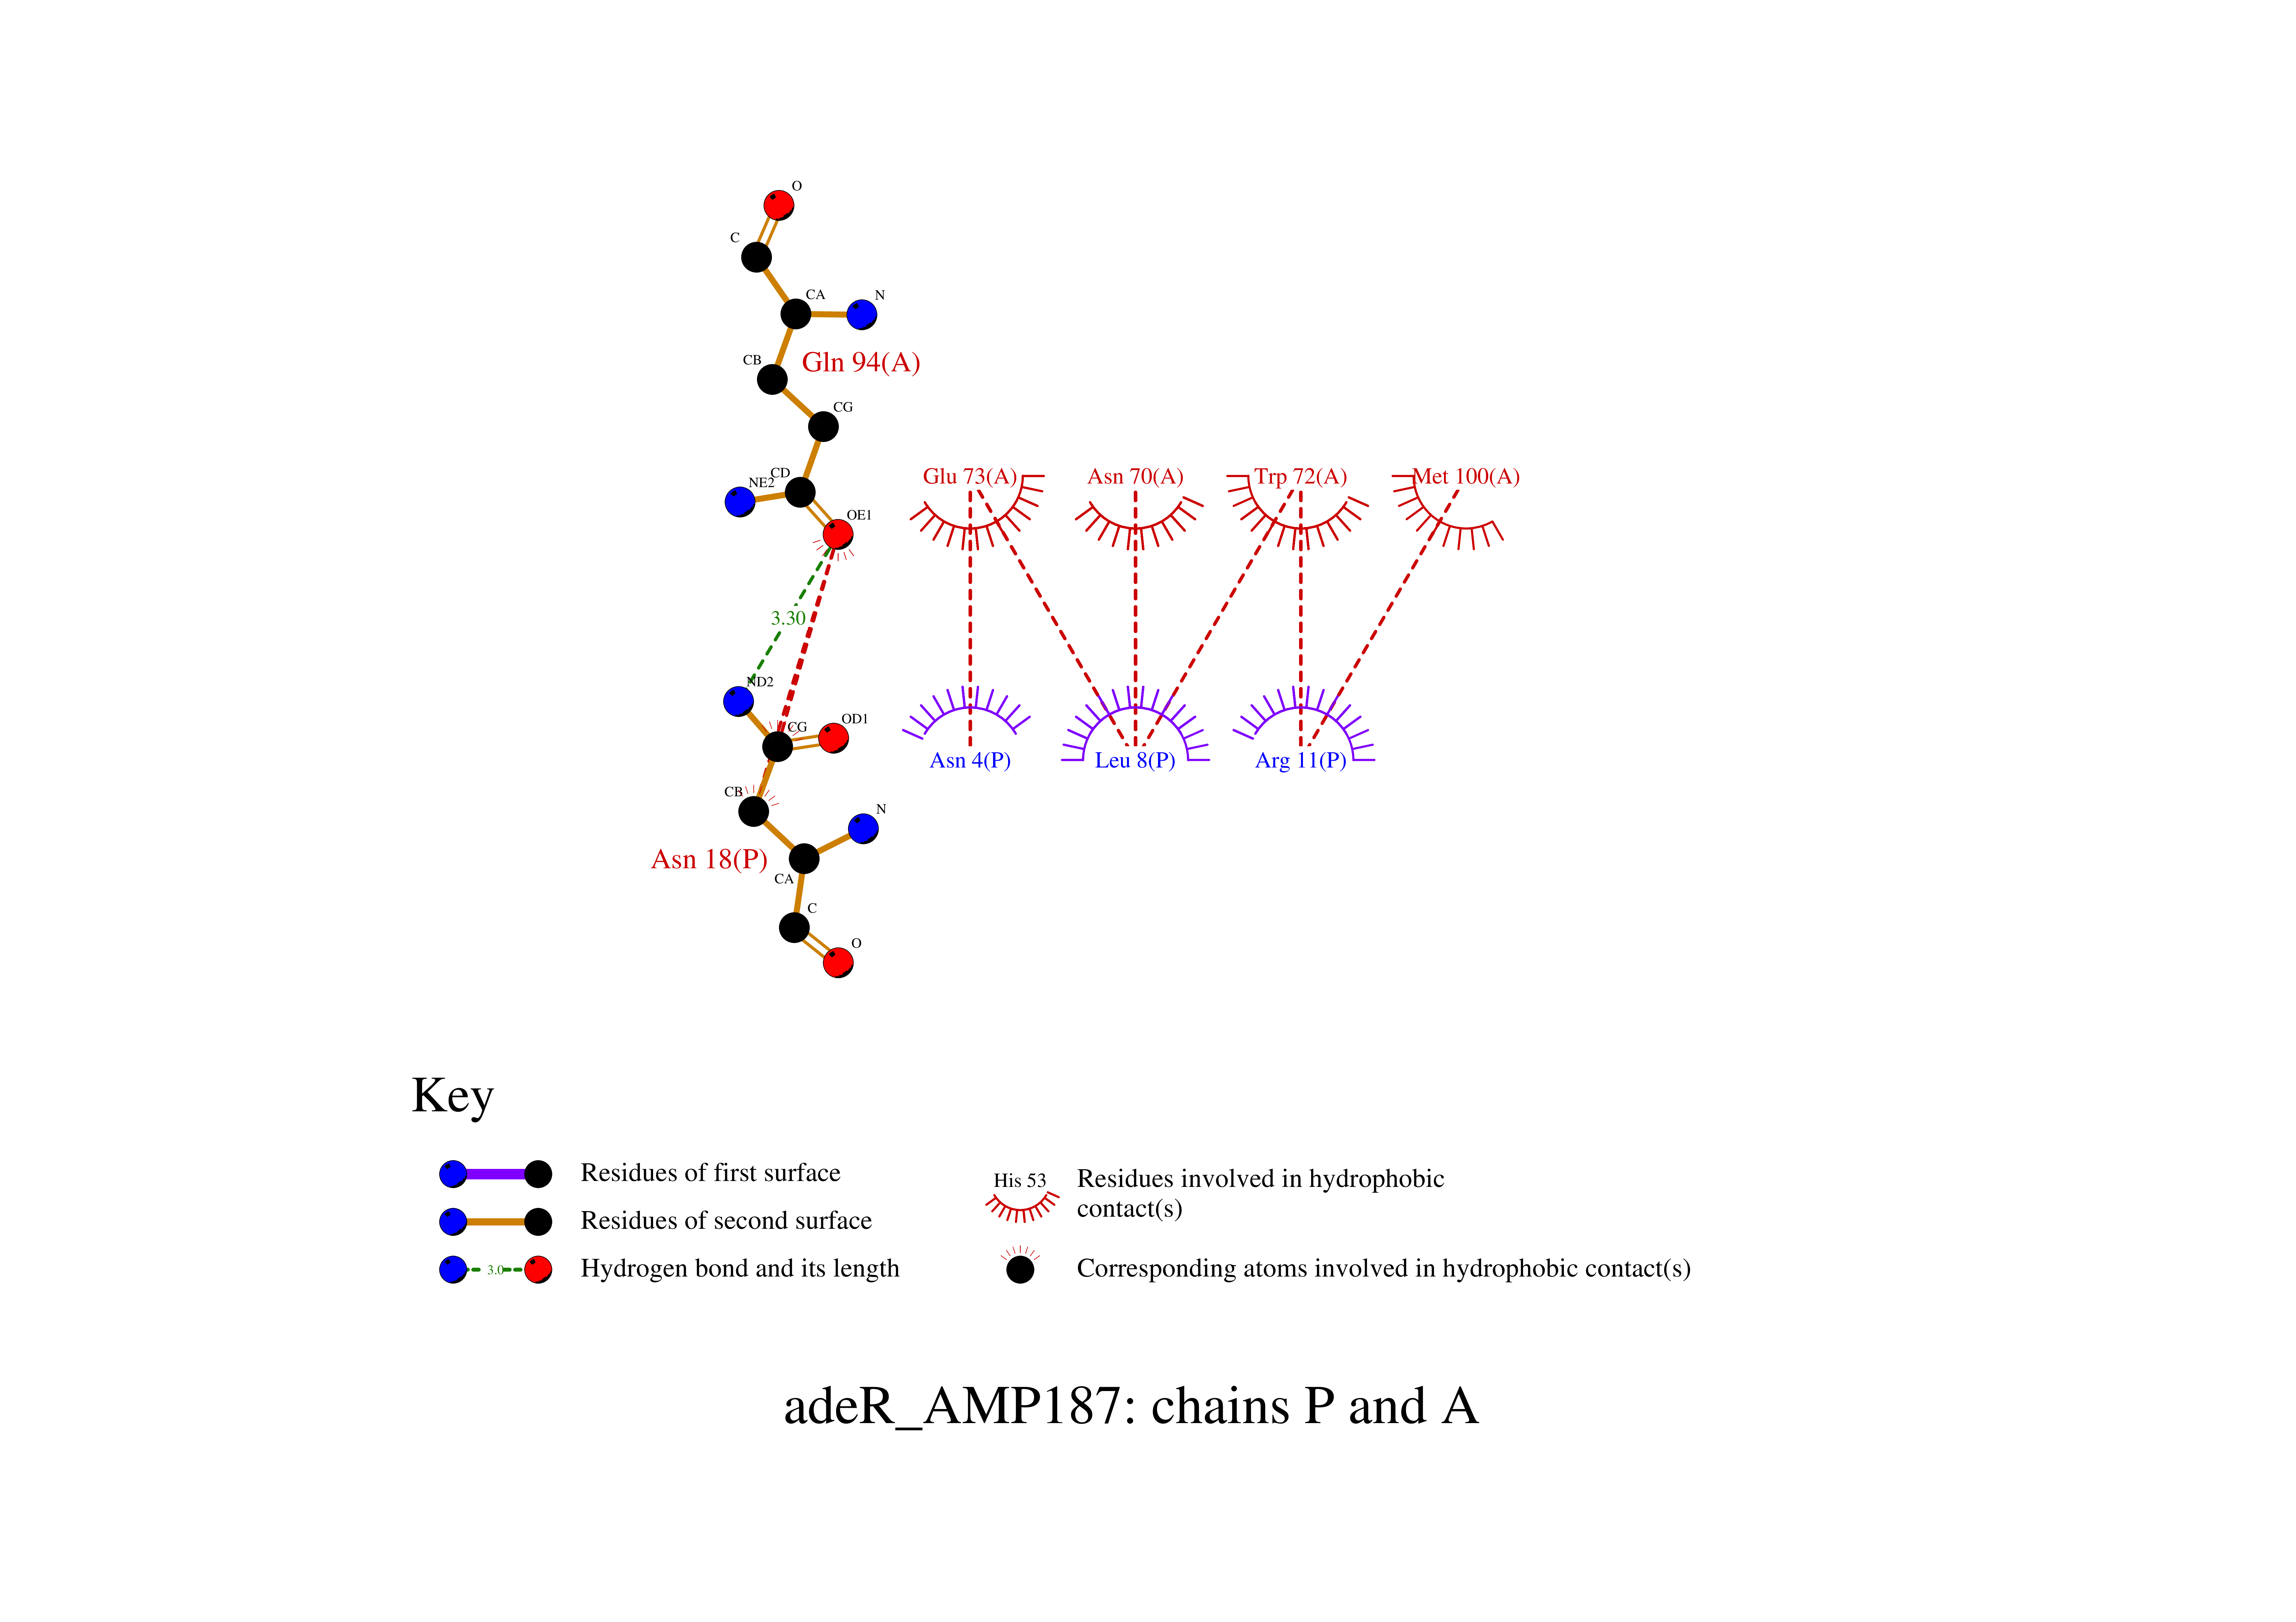 O
C
CA
N
CB
Gln 94(A)
CG
CD
NE2
OE1
Glu 73(A)
Asn 70(A)
Trp 72(A)
Met 100(A)
3.30
ND2
CG
OD1
Asn 4(P)
Leu 8(P)
Arg 11(P)
CB
N
Asn 18(P)
CA
C
O
Key
Residues of first surface
Residues of second surface
3.0
Hydrogen bond and its length
His 53
Residues involved in hydrophobic
contact(s)
Corresponding atoms involved in hydrophobic contact(s)
adeR_AMP187: chains P and A